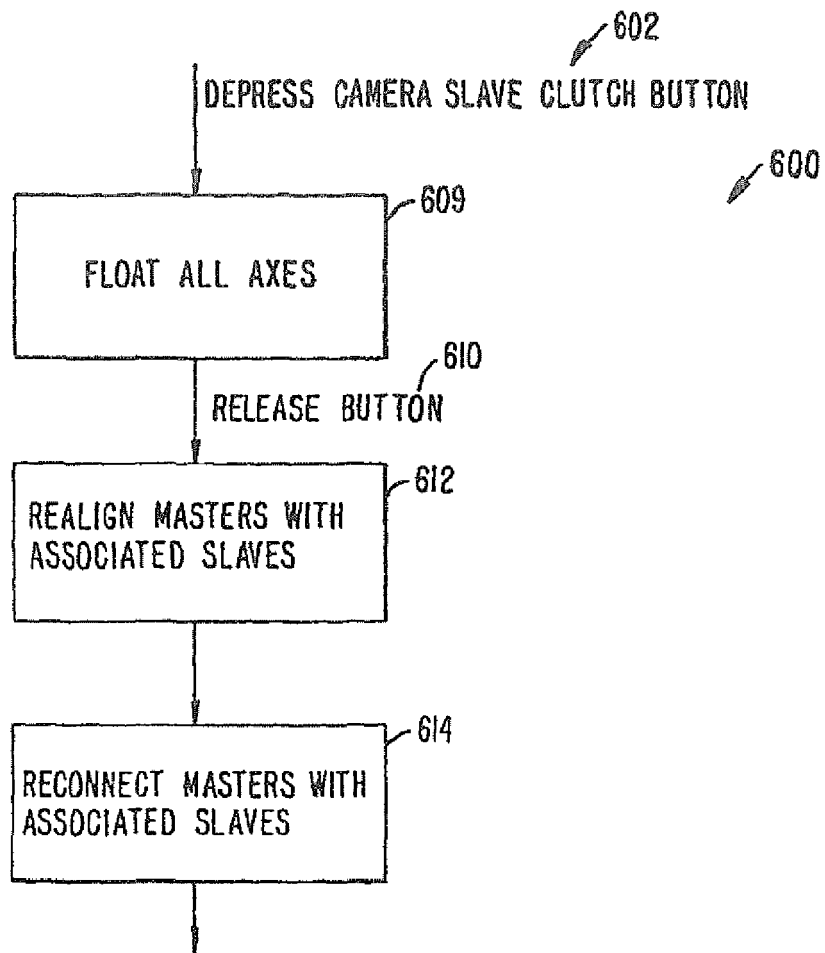 602
DEPRESS CAMERA SLAVE CLUTCH BUTTON
600
609
FLOAT ALL AXES
610
RELEASE BUTTON
612
REALIGN MASTERS WITH
ASSOCIATED SLAVES
614
RECONNECT MASTERS WITH
ASSOCIATED SLAVES